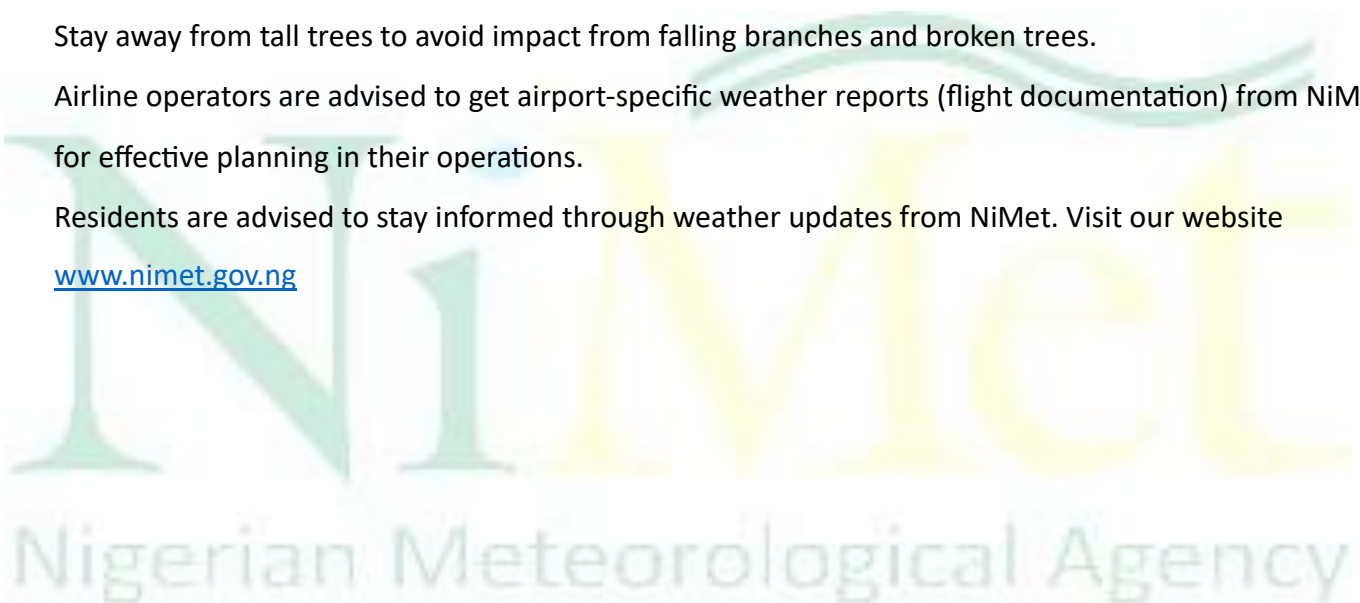 Stay away from tall trees to avoid impact from falling branches and broken trees.
Airline operators are advised to get airport-specific weather reports (flight documentation) from NiM
for effective planning in their operations.
Residents are advised to stay informed through weather updates from NiMet. Visit our website
www.nimet.gov.ng
NiMet
Nigerian Meteorological Agency